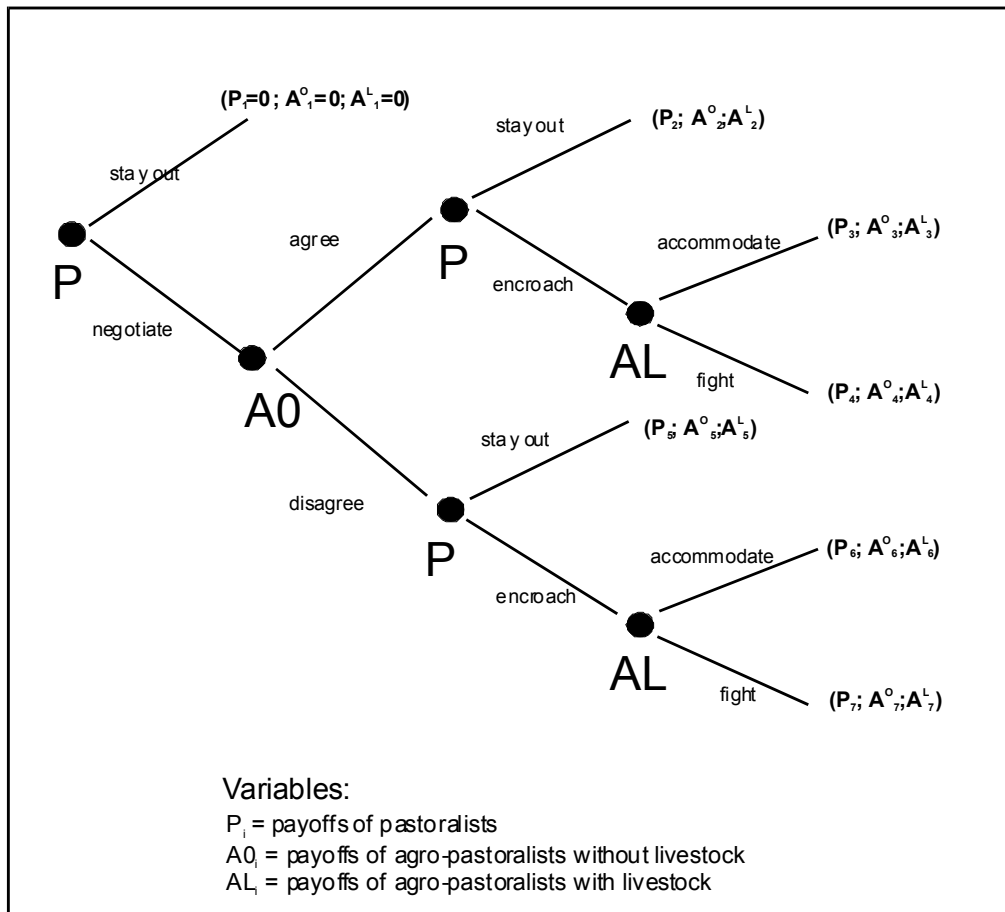 (P₁=0 ; Aᴼ₁=0; Aᴸ₁=0)
stay out
(P₂; Aᴼ₂;Aᴸ₂)
stay out
P
agree
P
accommodate
(P₃; Aᴼ₃;Aᴸ₃)
encroach
negotiate
AL
A0
fight
(P₄; Aᴼ₄;Aᴸ₄)
stay out
(P₅; Aᴼ₅;Aᴸ₅)
disagree
P
accommodate
(P₆; Aᴼ₆;Aᴸ₆)
encroach
AL
fight
(P₇; Aᴼ₇;Aᴸ₇)
Variables:
Pᵢ = payoffs of pastoralists
A0ᵢ = payoffs of agro-pastoralists without livestock
ALᵢ = payoffs of agro-pastoralists with livestock